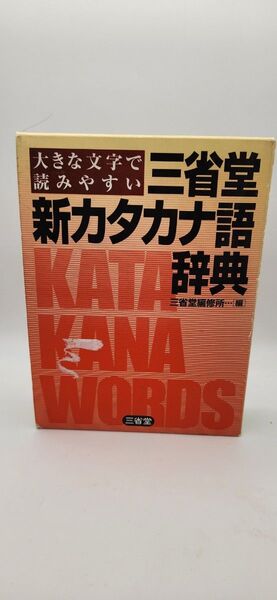 大きな文字で
読みやすい
三省堂
新カタカナ語
辞典
三省堂編修所…[編]
KATA
KANA
WORDS
三省堂